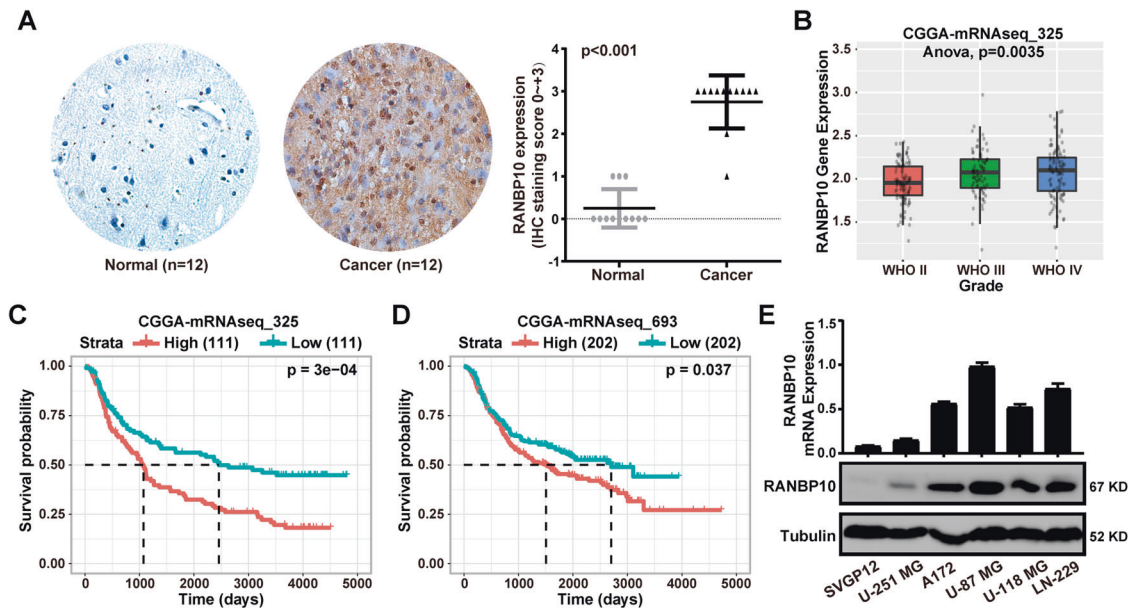 A
p<0.001
RANBP10 expression
(IHC staining score 0~+3)
4
3
2
1
0
-1
Normal
Cancer
Normal (n=12)
Cancer (n=12)
B
CGGA-mRNAseq_325
Anova, p=0.0035
RANBP10 Gene Expression
3.5
3.0
2.5
2.0
1.5
WHO II
WHO III
WHO IV
Grade
C
CGGA-mRNAseq_325
Strata High (111) Low (111)
p = 3e−04
Survival probability
1.00
0.75
0.50
0.25
0.00
0 1000 2000 3000 4000 5000
Time (days)
D
CGGA-mRNAseq_693
Strata High (202) Low (202)
p = 0.037
Survival probability
1.00
0.75
0.50
0.25
0.00
0 1000 2000 3000 4000 5000
Time (days)
E
RANBP10
mRNA Expression
1.5
1.0
0.5
0.0
RANBP10
67 KD
Tubulin
52 KD
SVGP12
U-251 MG
A172
U-87 MG
U-118 MG
LN-229